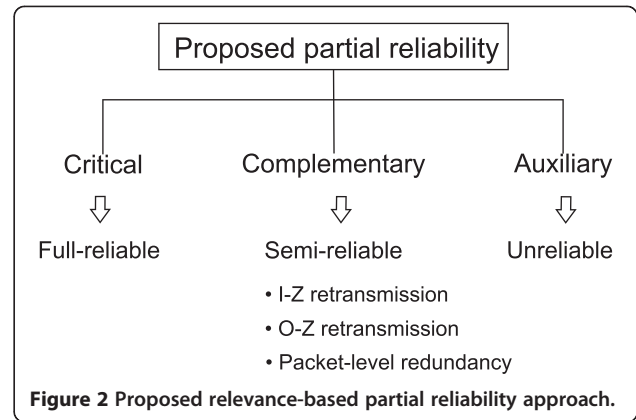 Proposed partial reliability
Critical
Complementary
Auxiliary
Full-reliable
Semi-reliable
Unreliable
• I-Z retransmission
• O-Z retransmission
• Packet-level redundancy
Figure 2 Proposed relevance-based partial reliability approach.